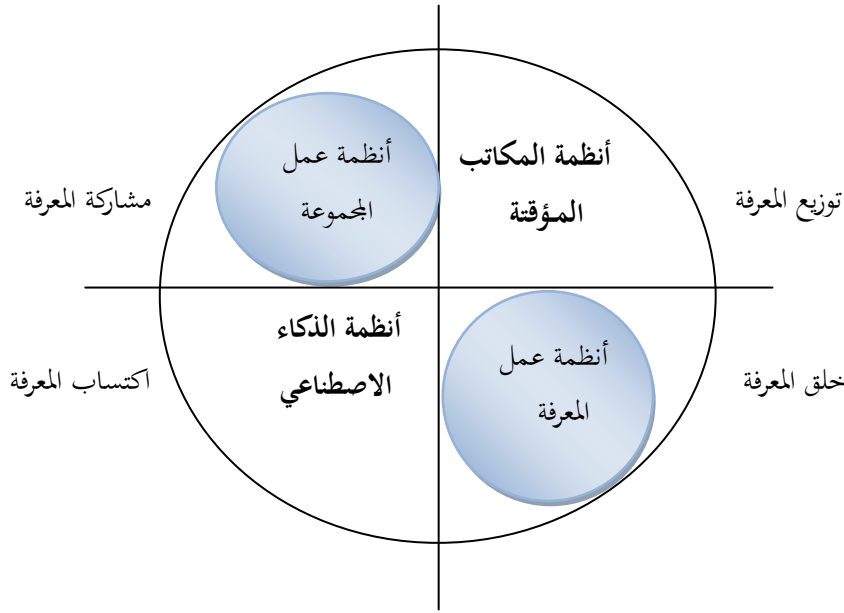 أنظمة المكاتب
المؤقتة
أنظمة عمل
المجموعة
توزيع المعرفة
مشاركة المعرفة
أنظمة الذكاء
الاصطناعي
أنظمة عمل
المعرفة
خلق المعرفة
اكتساب المعرفة